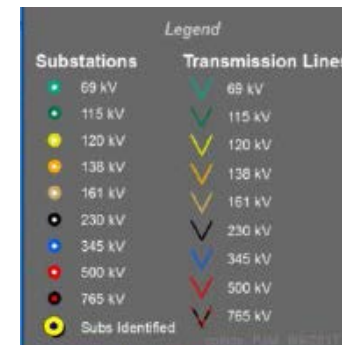 Legend
Substations Transmission Line
69 kV 69 kV
115 kV 115 kV
120 kV 120 kV
138 kV 138 kV
161 kV 161 kV
230 kV 230 kV
345 kV 345 kV
500 kV 500 kV
765 kV 765 kV
Subs Identified